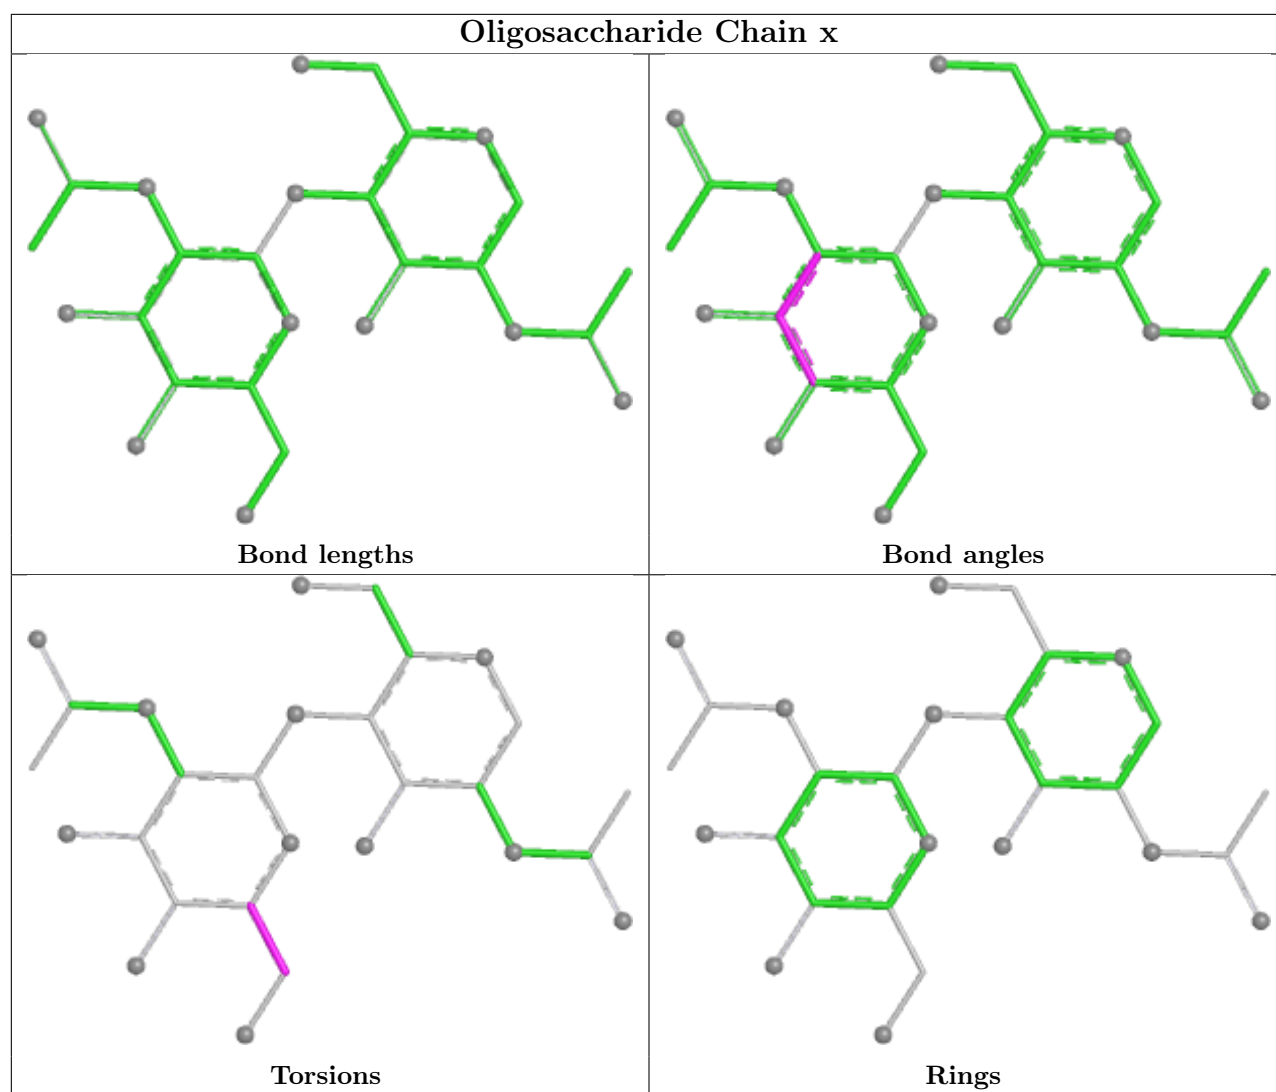 Oligosaccharide Chain x
Bond lengths
Bond angles
Torsions
Rings